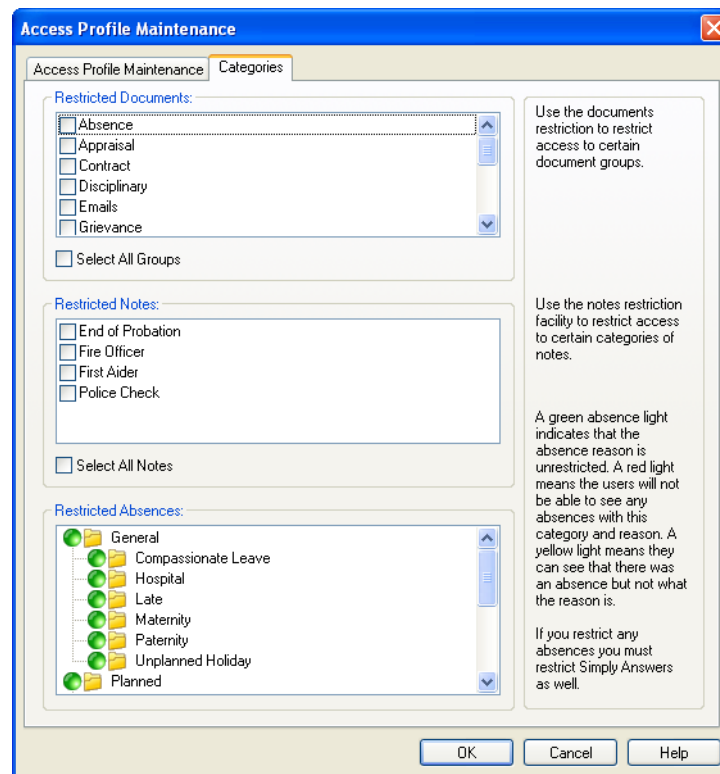 Access Profile Maintenance
Access Profile Maintenance
Categories
Restricted Documents:
Absence
Appraisal
Contract
Disciplinary
Emails
Grievance
Select All Groups
Use the documents
restriction to restrict
access to certain
document groups.
Restricted Notes:
End of Probation
Fire Officer
First Aider
Police Check
Select All Notes
Use the notes restriction
facility to restrict access
to certain categories of
notes.
Restricted Absences:
General
Compassionate Leave
Hospital
Late
Maternity
Paternity
Unplanned Holiday
Planned
A green absence light
indicates that the
absence reason is
unrestricted. A red light
means the users will not
be able to see any
absences with this
category and reason. A
yellow light means they
can see that there was
an absence but not what
the reason is.
If you restrict any
absences you must
restrict Simply Answers
as well.
OK
Cancel
Help